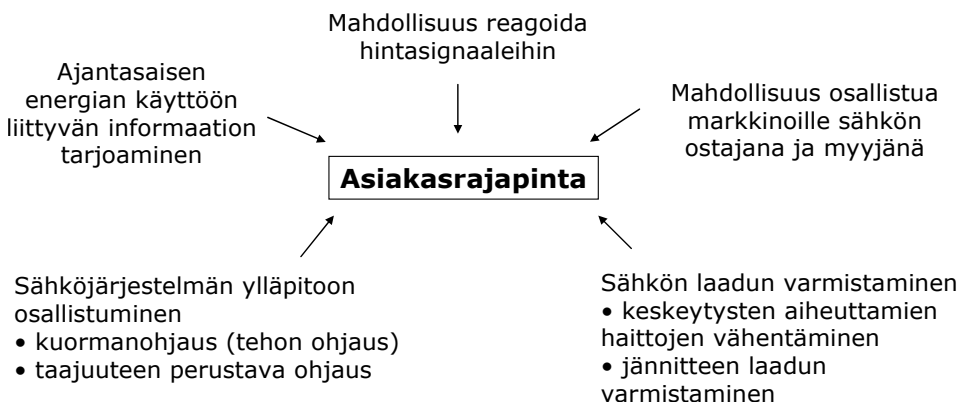 Mahdollisuus reagoida
hintasignaaleihin
Ajantasaisen
energian käyttöön
liittyvän informaation
tarjoaminen
Mahdollisuus osallistua
markkinoille sähkön
ostajana ja myyjänä
Asiakasrajapinta
Sähköjärjestelmän ylläpitoon
osallistuminen
• kuormanohjaus (tehon ohjaus)
• taajuuteen perustava ohjaus
Sähkön laadun varmistaminen
• keskeytysten aiheuttamien
haittojen vähentäminen
• jännitteen laadun
varmistaminen